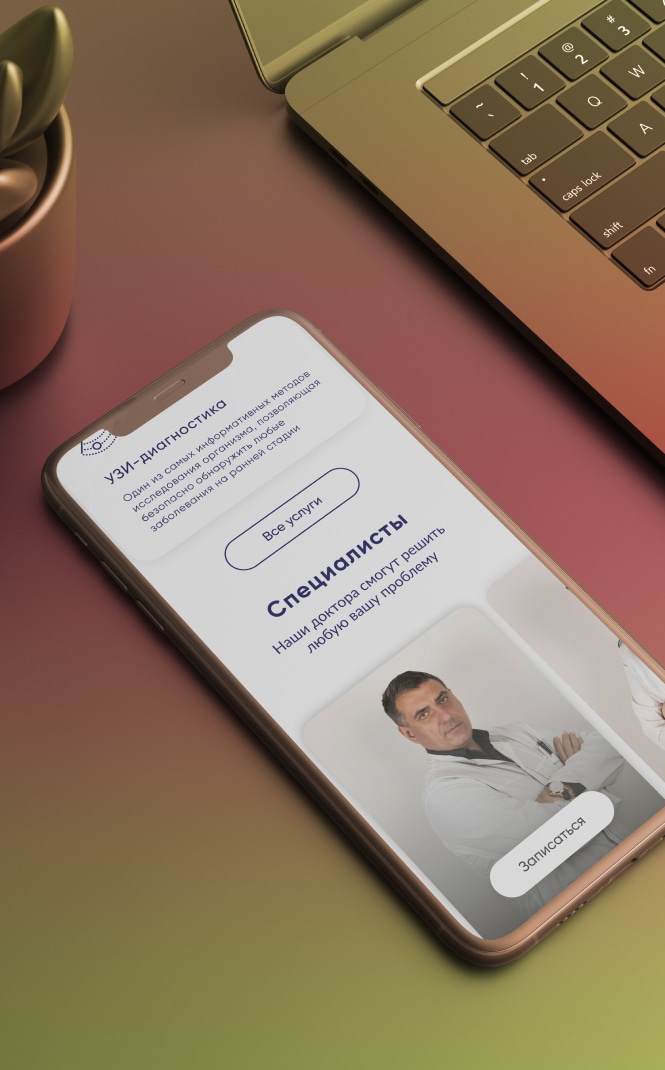 ~
`
!
1
@
2
#
3
Q
W
tab
A
caps lock
shift
fn
УЗИ-диагностика
Один из самых информативных методов
исследования организма, позволяющая
безопасно обнаружить любые
заболевания на ранней стадии
Все услуги
Специалисты
Наши доктора смогут решить
любую вашу проблему
Записаться